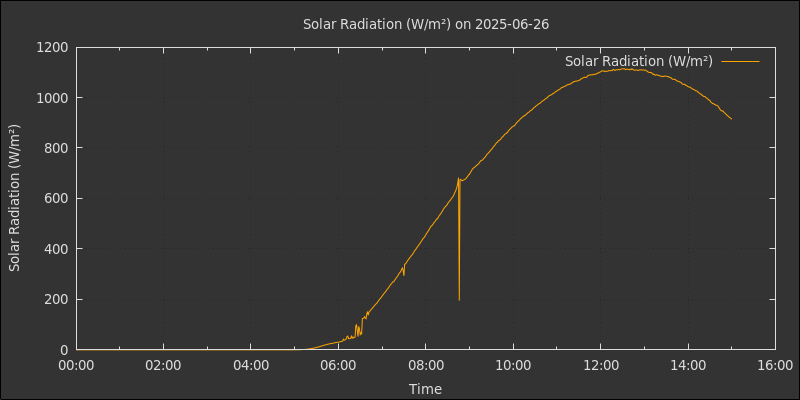 Solar Radiation (W/m²) on 2025-06-26
Solar Radiation (W/m²)
Solar Radiation (W/m²)
1200
1000
800
600
400
200
0
00:00 02:00 04:00 06:00 08:00 10:00 12:00 14:00 16:00
Time